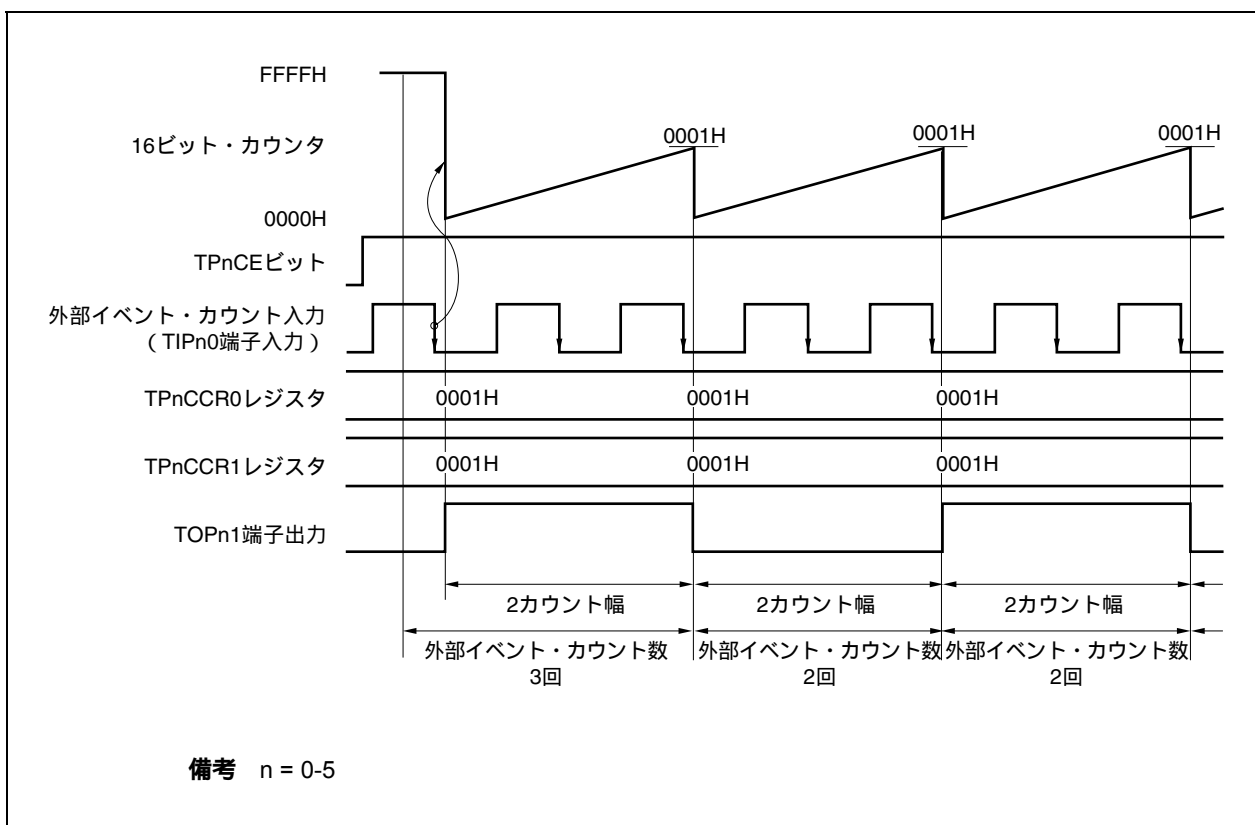 FFFFH
16ビット・カウンタ
0001H 0001H 0001H
0000H
TPnCEビット
外部イベント・カウント入力
（TIPn0端子入力）
TPnCCR0レジスタ 0001H 0001H 0001H
TPnCCR1レジスタ 0001H 0001H 0001H
TOPn1端子出力
2カウント幅 2カウント幅 2カウント幅
外部イベント・カウント数 外部イベント・カウント数 外部イベント・カウント数
3回 2回 2回
備考 n = 0-5